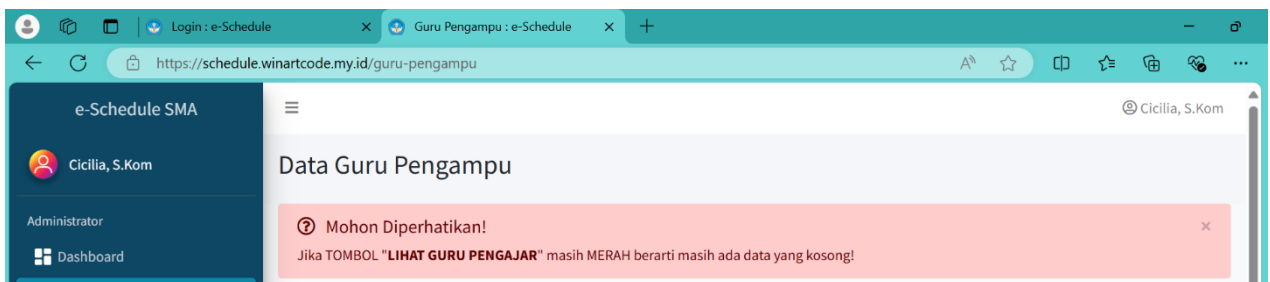 Login : e-Schedule
Guru Pengampu : e-Schedule
https://schedule.winartcode.my.id/guru-pengampu
e-Schedule SMA
Cicilia, S.Kom
Cicilia, S.Kom
Data Guru Pengampu
Administrator
Mohon Diperhatikan!
Jika TOMBOL "LIHAT GURU PENGAJAR" masih MERAH berarti masih ada data yang kosong!
Dashboard